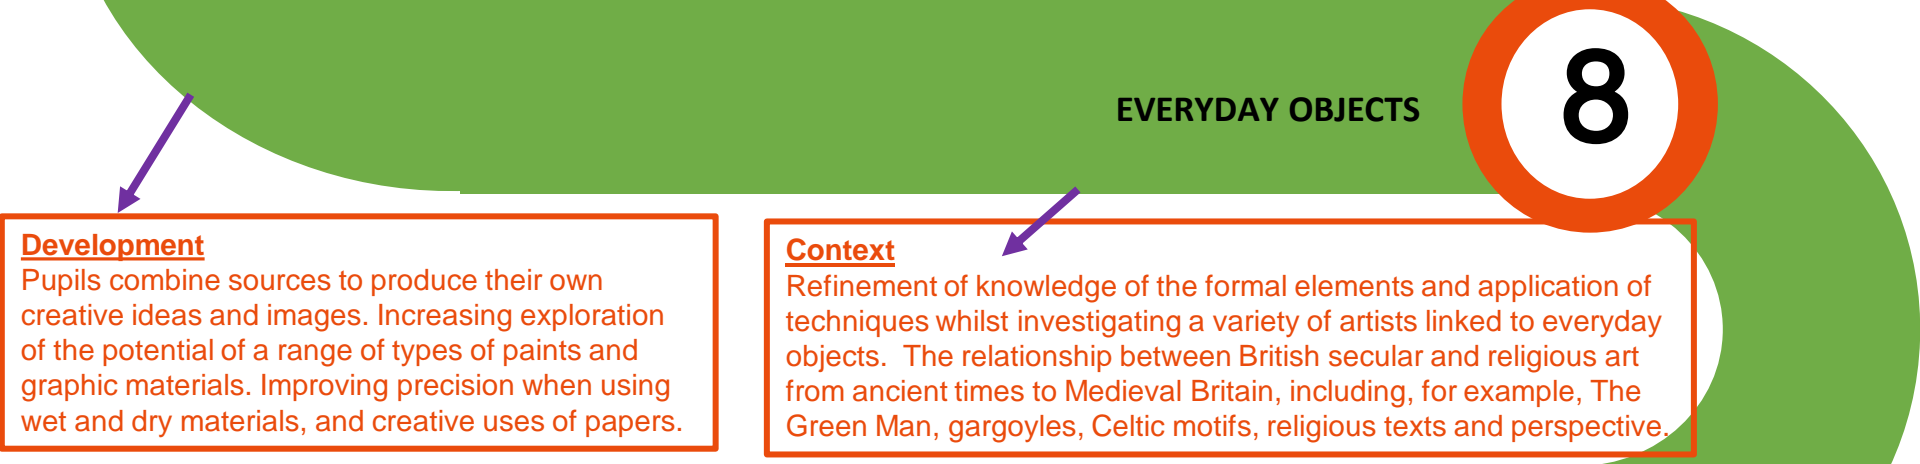 EVERYDAY OBJECTS
8
Development
Pupils combine sources to produce their own
creative ideas and images. Increasing exploration
of the potential of a range of types of paints and
graphic materials. Improving precision when using
wet and dry materials, and creative uses of papers.
Context
Refinement of knowledge of the formal elements and application of
techniques whilst investigating a variety of artists linked to everyday
objects.  The relationship between British secular and religious art
from ancient times to Medieval Britain, including, for example, The
Green Man, gargoyles, Celtic motifs, religious texts and perspective.